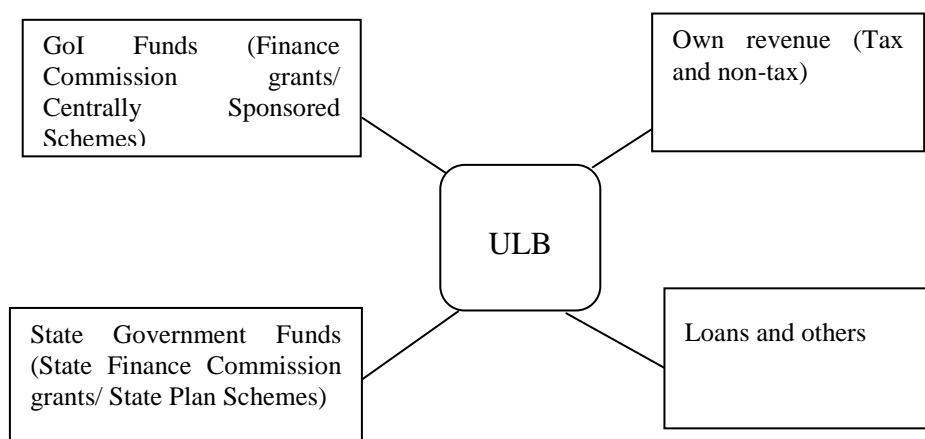 GoI Funds (Finance
Commission grants/
Centrally Sponsored
Schemes)
Own revenue (Tax
and non-tax)
ULB
State Government Funds
(State Finance Commission
grants/ State Plan Schemes)
Loans and others